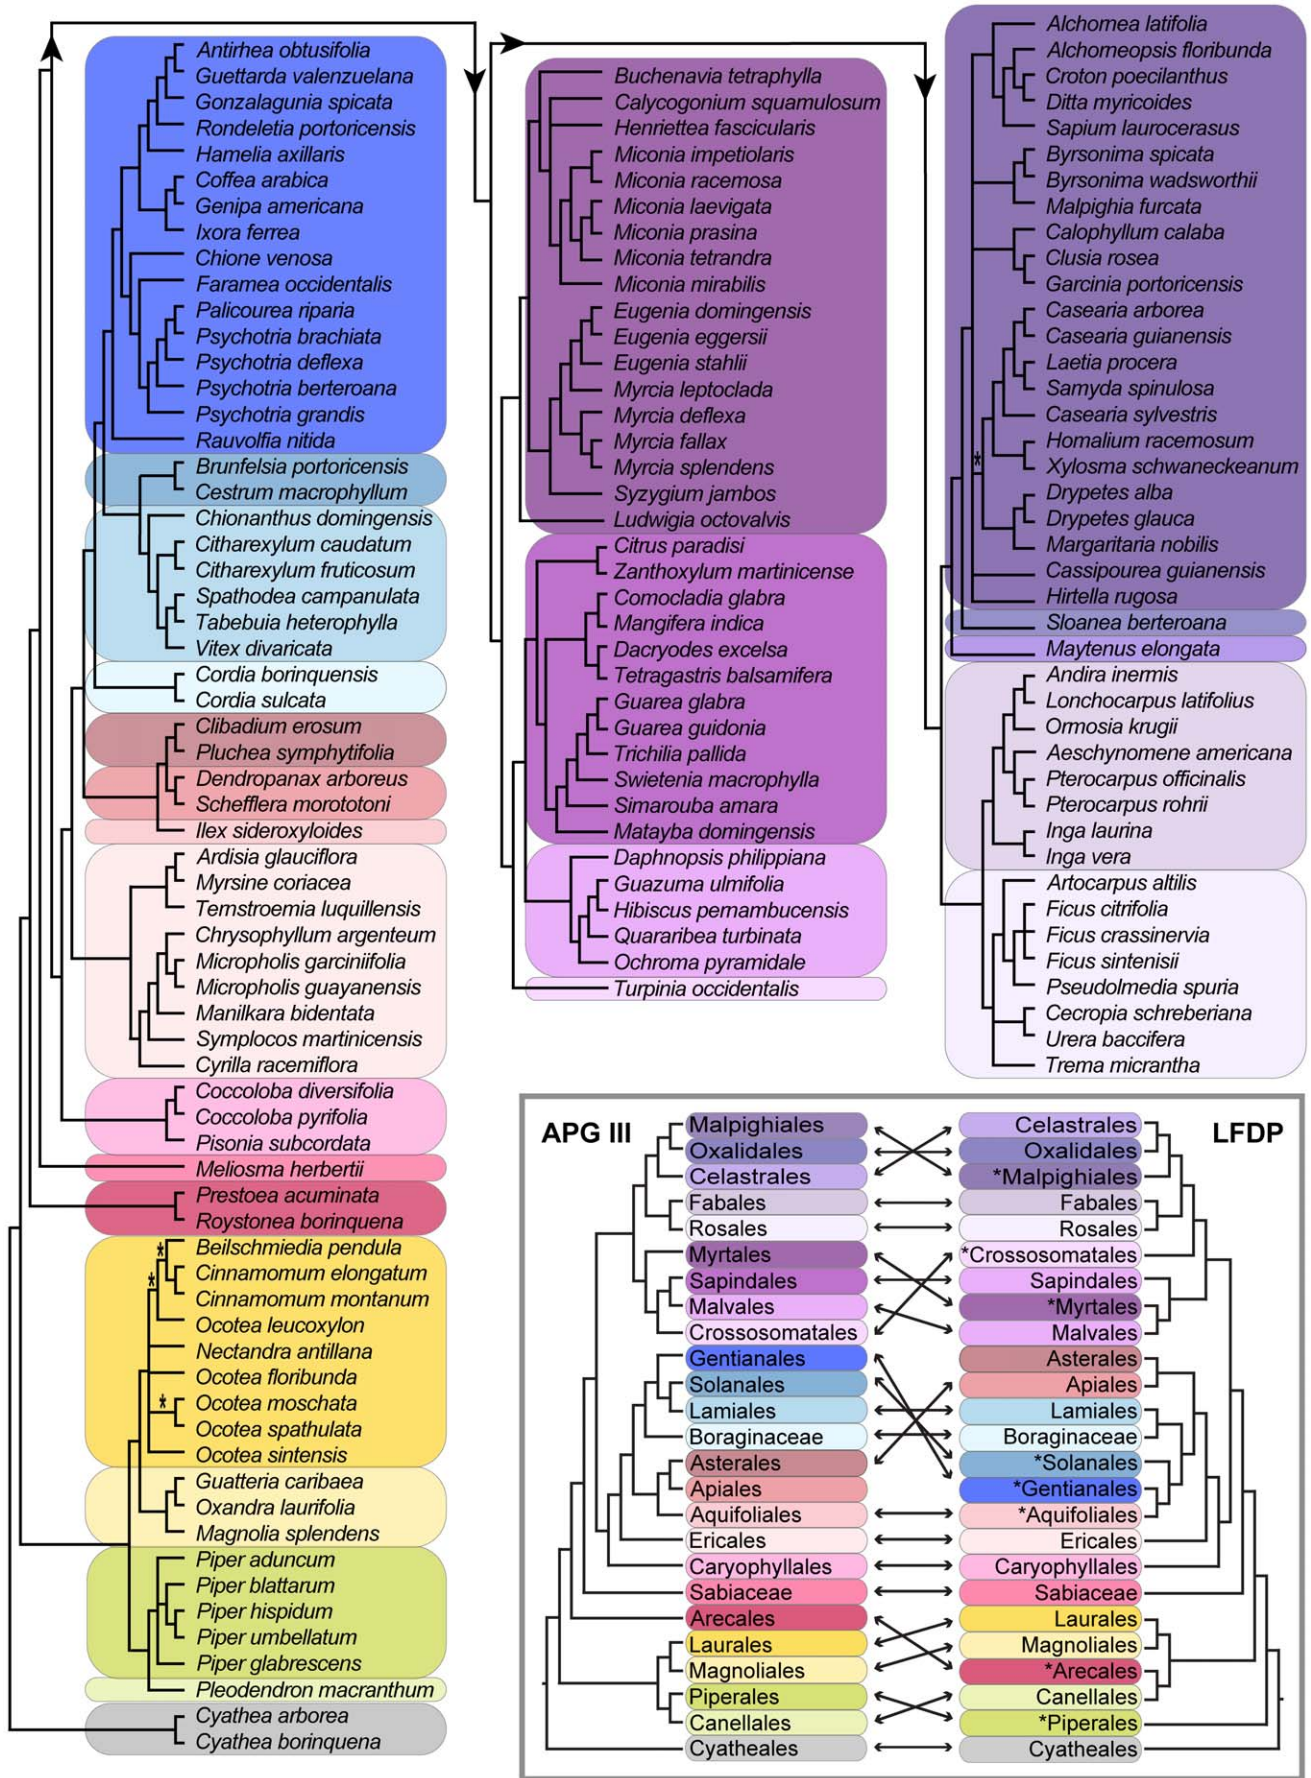 Antirhea obtusifolia
Guettarda valenzuelana
Gonzalagunia spicata
Rondeletia portoricensis
Hamelia axillaris
Coffea arabica
Genipa americana
Ixora ferrea
Chione venosa
Faramea occidentalis
Palicourea riparia
Psychotria brachiata
Psychotria deflexa
Psychotria berteroana
Psychotria grandis
Rauvolfia nitida
Brunfelsia portoricensis
Cestrum macrophyllum
Chionanthus domingensis
Citharexylum caudatum
Citharexylum fruticosum
Spathodea campanulata
Tabebuia heterophylla
Vitex divaricata
Cordia borinquensis
Cordia sulcata
Clibadium erosum
Pluchea symphytifolia
Dendropanax arboreus
Schefflera morototoni
Ilex sideroxyloides
Ardisia glauciflora
Myrsine coriacea
Ternstroemia luquillensis
Chrysophyllum argenteum
Micropholis garciniifolia
Micropholis guayanensis
Manilkara bidentata
Symplocos martinicensis
Cyrilla racemiflora
Coccoloba diversifolia
Coccoloba pyrifolia
Pisonia subcordata
Meliosma herbertii
Prestoea acuminata
Roystonea borinquena
* Beilschmiedia pendula
* Cinnamomum elongatum
Cinnamomum montanum
Ocotea leucoxylon
Nectandra antillana
Ocotea floribunda
* Ocotea moschata
Ocotea spathulata
Ocotea sintensis
Guatteria caribaea
Oxandra laurifolia
Magnolia splendens
Piper aduncum
Piper blattarum
Piper hispidum
Piper umbellatum
Piper glabrescens
Pleodendron macranthum
Cyathea arborea
Cyathea borinquena
Buchenavia tetraphylla
Calycogonium squamulosum
Henriettea fascicularis
Miconia impetiolaris
Miconia racemosa
Miconia laevigata
Miconia prasina
Miconia tetrandra
Miconia mirabilis
Eugenia domingensis
Eugenia eggersii
Eugenia stahlii
Myrcia leptoclada
Myrcia deflexa
Myrcia fallax
Myrcia splendens
Syzygium jambos
Ludwigia octovalvis
Citrus paradisi
Zanthoxylum martinicense
Comocladia glabra
Mangifera indica
Dacryodes excelsa
Tetragastris balsamifera
Guarea glabra
Guarea guidonia
Trichilia pallida
Swietenia macrophylla
Simarouba amara
Matayba domingensis
Daphnopsis philippiana
Guazuma ulmifolia
Hibiscus pernambucensis
Quararibea turbinata
Ochroma pyramidale
Turpinia occidentalis
Alchornea latifolia
Alchorneopsis floribunda
Croton poecilanthus
Ditta myricoides
Sapium laurocerasus
Byrsonima spicata
Byrsonima wadsworthii
Malpighia furcata
Calophyllum calaba
Clusia rosea
Garcinia portoricensis
Casearia arborea
Casearia guianensis
Laetia procera
Samyda spinulosa
Casearia sylvestris
Homalium racemosum
* Xylosma schwaneckeanum
Drypetes alba
Drypetes glauca
Margaritaria nobilis
Cassipourea guianensis
Hirtella rugosa
Sloanea berteroana
Maytenus elongata
Andira inermis
Lonchocarpus latifolius
Ormosia krugii
Aeschynomene americana
Pterocarpus officinalis
Pterocarpus rohrii
Inga laurina
Inga vera
Artocarpus altilis
Ficus citrifolia
Ficus crassinervia
Ficus sintenisii
Pseudolmedia spuria
Cecropia schreberiana
Urera baccifera
Trema micrantha
APG III
Malpighiales
Oxalidales
Celastrales
Fabales
Rosales
Myrtales
Sapindales
Malvales
Crossosomatales
Gentianales
Solanales
Lamiales
Boraginaceae
Asterales
Apiales
Aquifoliales
Ericales
Caryophyllales
Sabiaceae
Arecales
Laurales
Magnoliales
Piperales
Canellales
Cyatheales
LFDP
Celastrales
Oxalidales
*Malpighiales
Fabales
Rosales
*Crossosomatales
Sapindales
*Myrtales
Malvales
Asterales
Apiales
Lamiales
Boraginaceae
*Solanales
*Gentianales
*Aquifoliales
Ericales
Caryophyllales
Sabiaceae
Laurales
Magnoliales
*Arecales
Canellales
*Piperales
Cyatheales